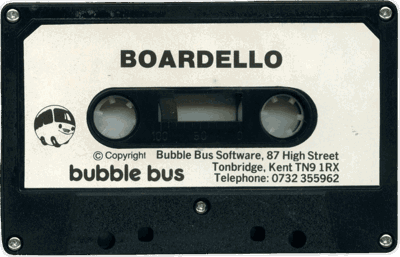 BOARDELLO
© Copyright Bubble Bus Software, 87 High Street
bubble bus
Tonbridge, Kent TN9 1RX
Telephone: 0732 355962